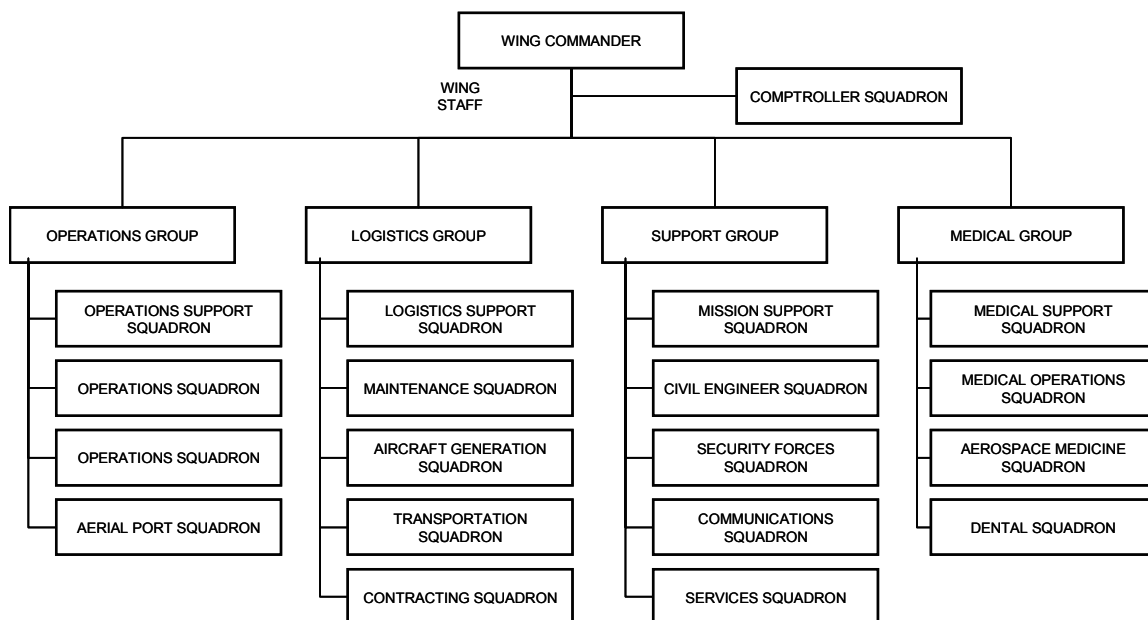 WING COMMANDER
WING
STAFF
COMPTROLLER SQUADRON
OPERATIONS GROUP
LOGISTICS GROUP
SUPPORT GROUP
MEDICAL GROUP
OPERATIONS SUPPORT
SQUADRON
OPERATIONS SQUADRON
OPERATIONS SQUADRON
AERIAL PORT SQUADRON
LOGISTICS SUPPORT
SQUADRON
MAINTENANCE SQUADRON
AIRCRAFT GENERATION
SQUADRON
TRANSPORTATION
SQUADRON
CONTRACTING SQUADRON
MISSION SUPPORT
SQUADRON
CIVIL ENGINEER SQUADRON
SECURITY FORCES
SQUADRON
COMMUNICATIONS
SQUADRON
SERVICES SQUADRON
MEDICAL SUPPORT
SQUADRON
MEDICAL OPERATIONS
SQUADRON
AEROSPACE MEDICINE
SQUADRON
DENTAL SQUADRON